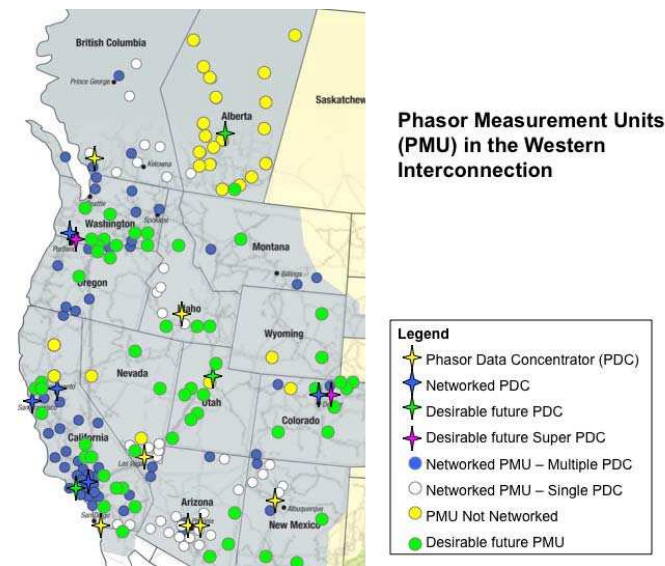 British Columbia
Prince George
Alberta
Saskatchew
Kelowna
Phasor Measurement Units
(PMU) in the Western
Interconnection
Seattle
Spokane
Washington
Portland
Montana
Billings
Oregon
Idaho
Wyoming
Legend
Phasor Data Concentrator (PDC)
Networked PDC
Desirable future PDC
Desirable future Super PDC
Networked PMU – Multiple PDC
Networked PMU – Single PDC
PMU Not Networked
Desirable future PMU
Nevada
Utah
Colorado
California
Las Vegas
Arizona
Albuquerque
New Mexico